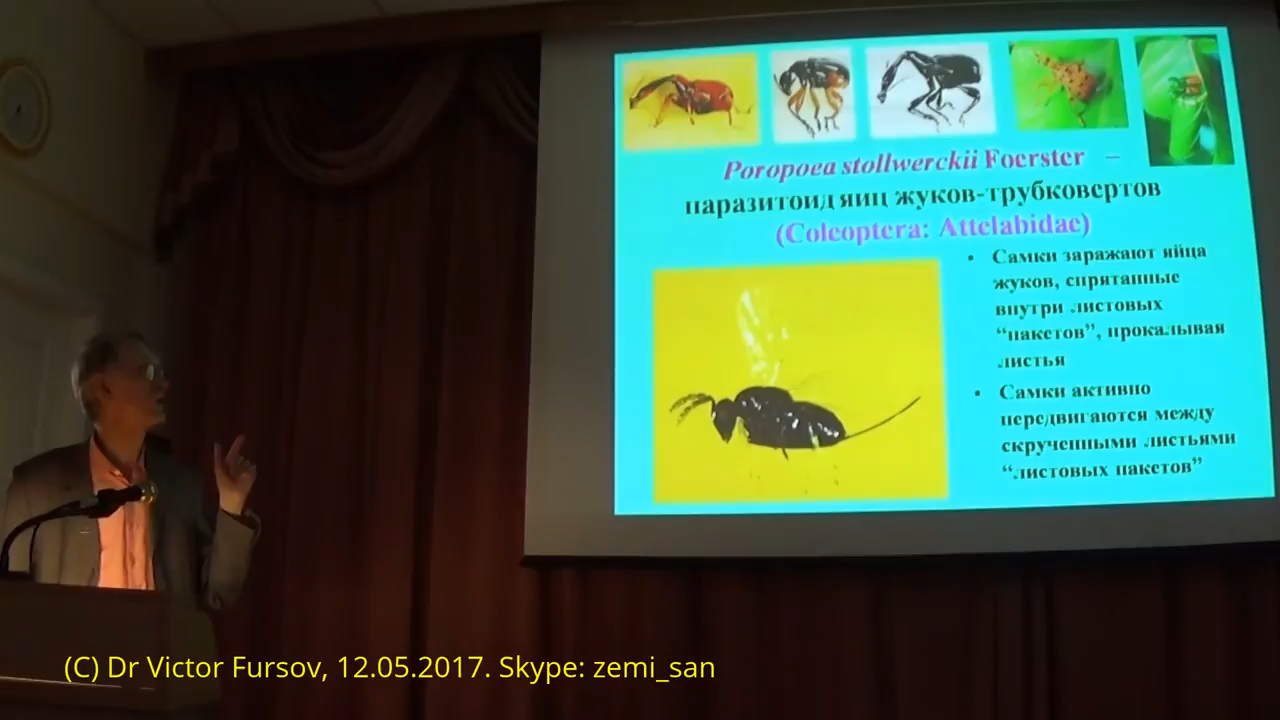 Poropoea stollwerckii Foerster –
паразитоид яиц жуков-трубковертов
(Coleoptera: Attelabidae)
• Самки заражают яйца
жуков, спрятанные
внутри листовых
“пакетов”, прокалывая
листья
• Самки активно
передвигаются между
скрученными листьями
“листовых пакетов”
(C) Dr Victor Fursov, 12.05.2017. Skype: zemi_san